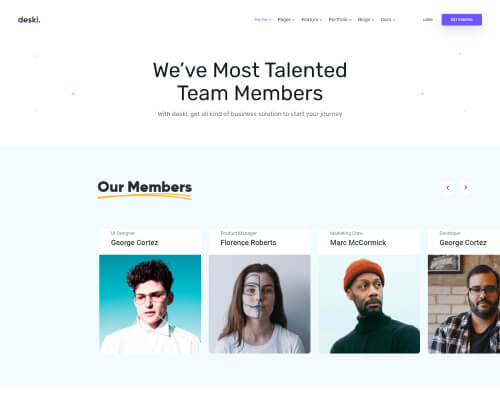 deski.
Home Pages Feature Portfolio Blogs Docs LOGIN GET STARTED
We've Most Talented
Team Members
With deski, get all kind of business solution to start your journey
Our Members
UI Designer
George Cortez
Product Manager
Florence Roberts
Marketing Crew
Marc McCormick
Developer
George Cortez